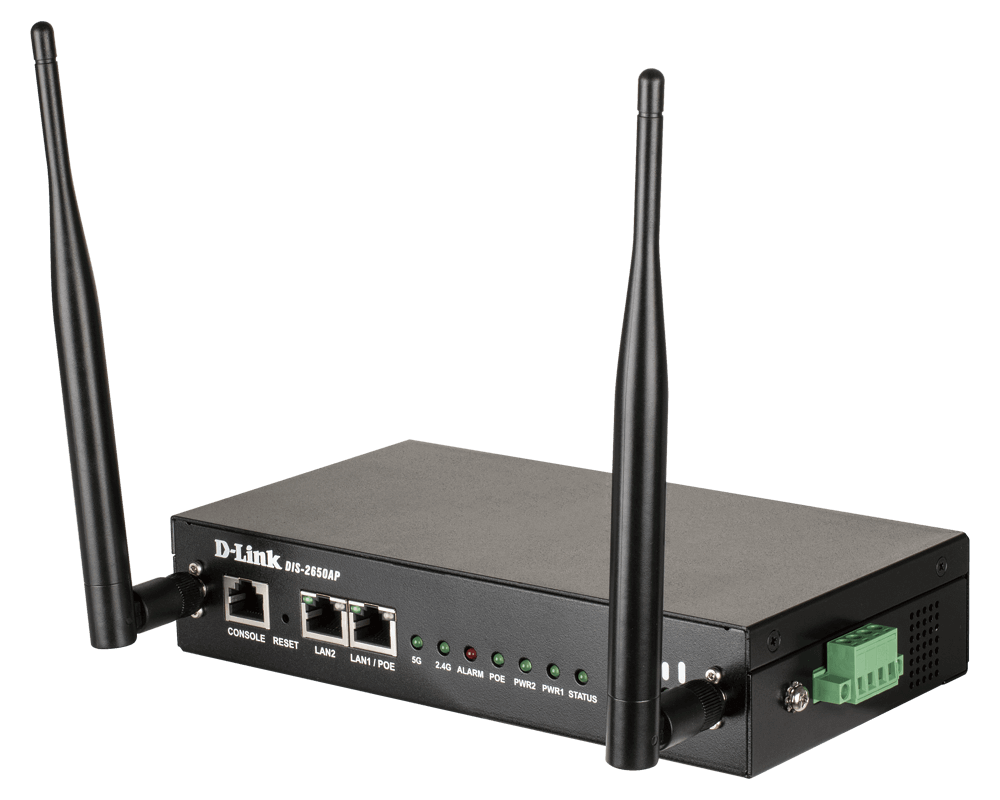 D-Link DIS-2650AP
CONSOLE RESET LAN2 LAN1 / POE 5G 2.4G ALARM POE PWR2 PWR1 STATUS